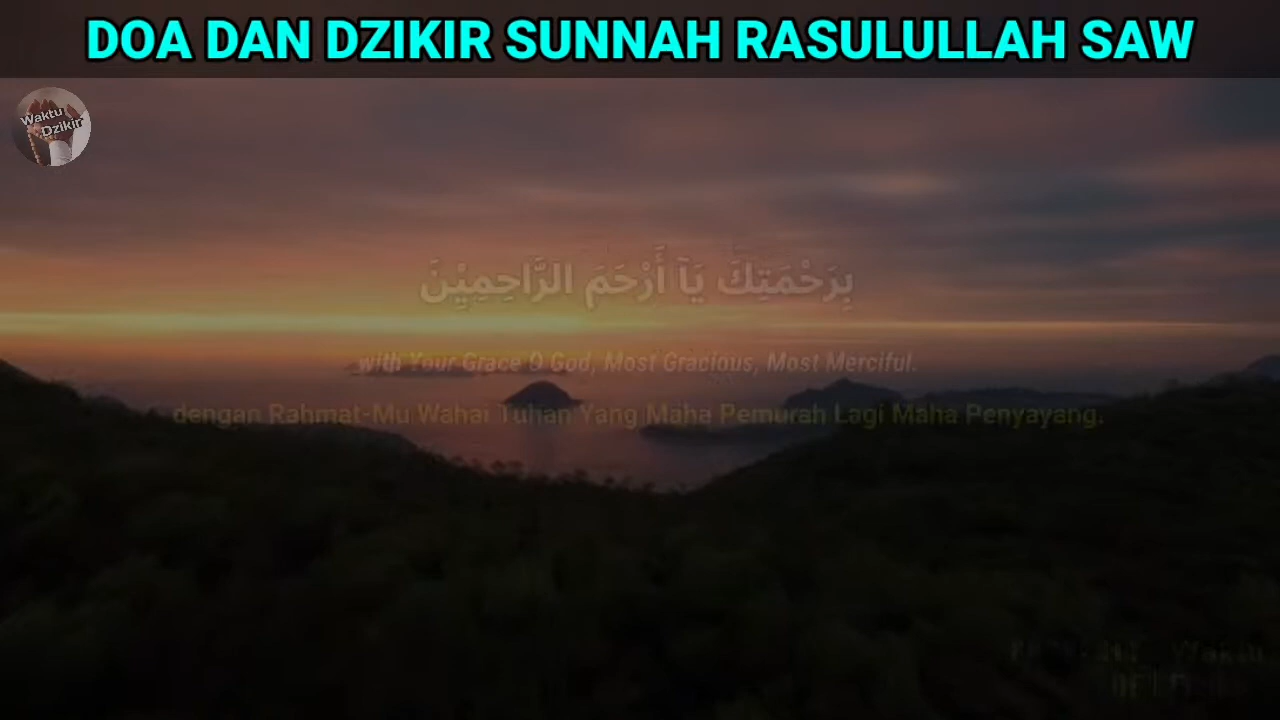 DOA DAN DZIKIR SUNNAH RASULULLAH SAW
Waktu
Dzikir
بِرَحْمَتِكَ يَآ أَرْحَمَ الرَّاحِمِيْنَ
with Your Grace O God, Most Gracious, Most Merciful.
dengan Rahmat-Mu Wahai Tuhan Yang Maha Pemurah Lagi Maha Penyayang.
Waktu